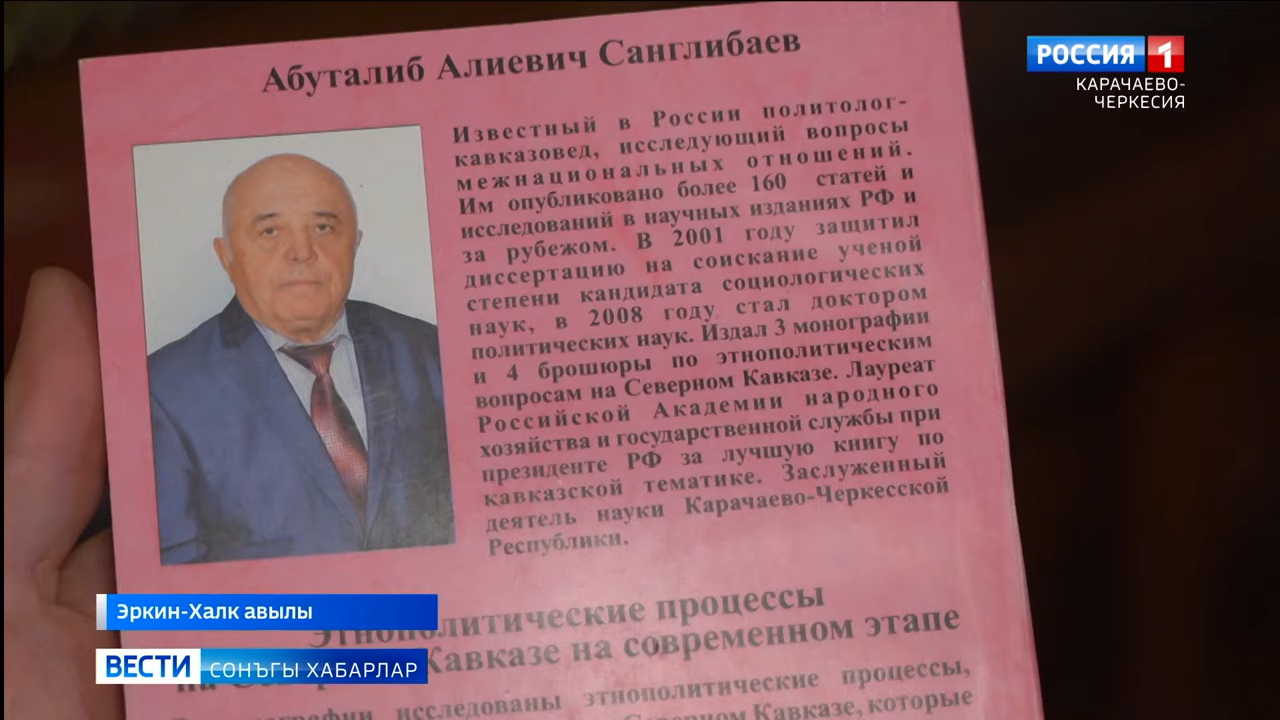 Абуталиб Алиевич Санглибаев
РОССИЯ 1
КАРАЧАЕВО-
ЧЕРКЕСИЯ
Известный в России политолог-
кавказовед, исследующий вопросы
межнациональных отношений.
Им опубликовано более 160 статей и
исследований в научных изданиях РФ и
за рубежом. В 2001 году защитил
диссертацию на соискание ученой
степени кандидата социологических
наук, в 2008 году стал доктором
политических наук. Издал 3 монографии
и 4 брошюры по этнополитическим
вопросам на Северном Кавказе. Лауреат
Российской Академии народного
хозяйства и государственной службы при
президенте РФ за лучшую книгу по
кавказской тематике. Заслуженный
деятель науки Карачаево-Черкесской
Республики.
Этнополитические процессы
Кавказе на современном этапе
исследованы этнополитические процессы,
Северном Кавказе, которые
Эркин-Халк авылы
ВЕСТИ СОНЪГЫ ХАБАРЛАР